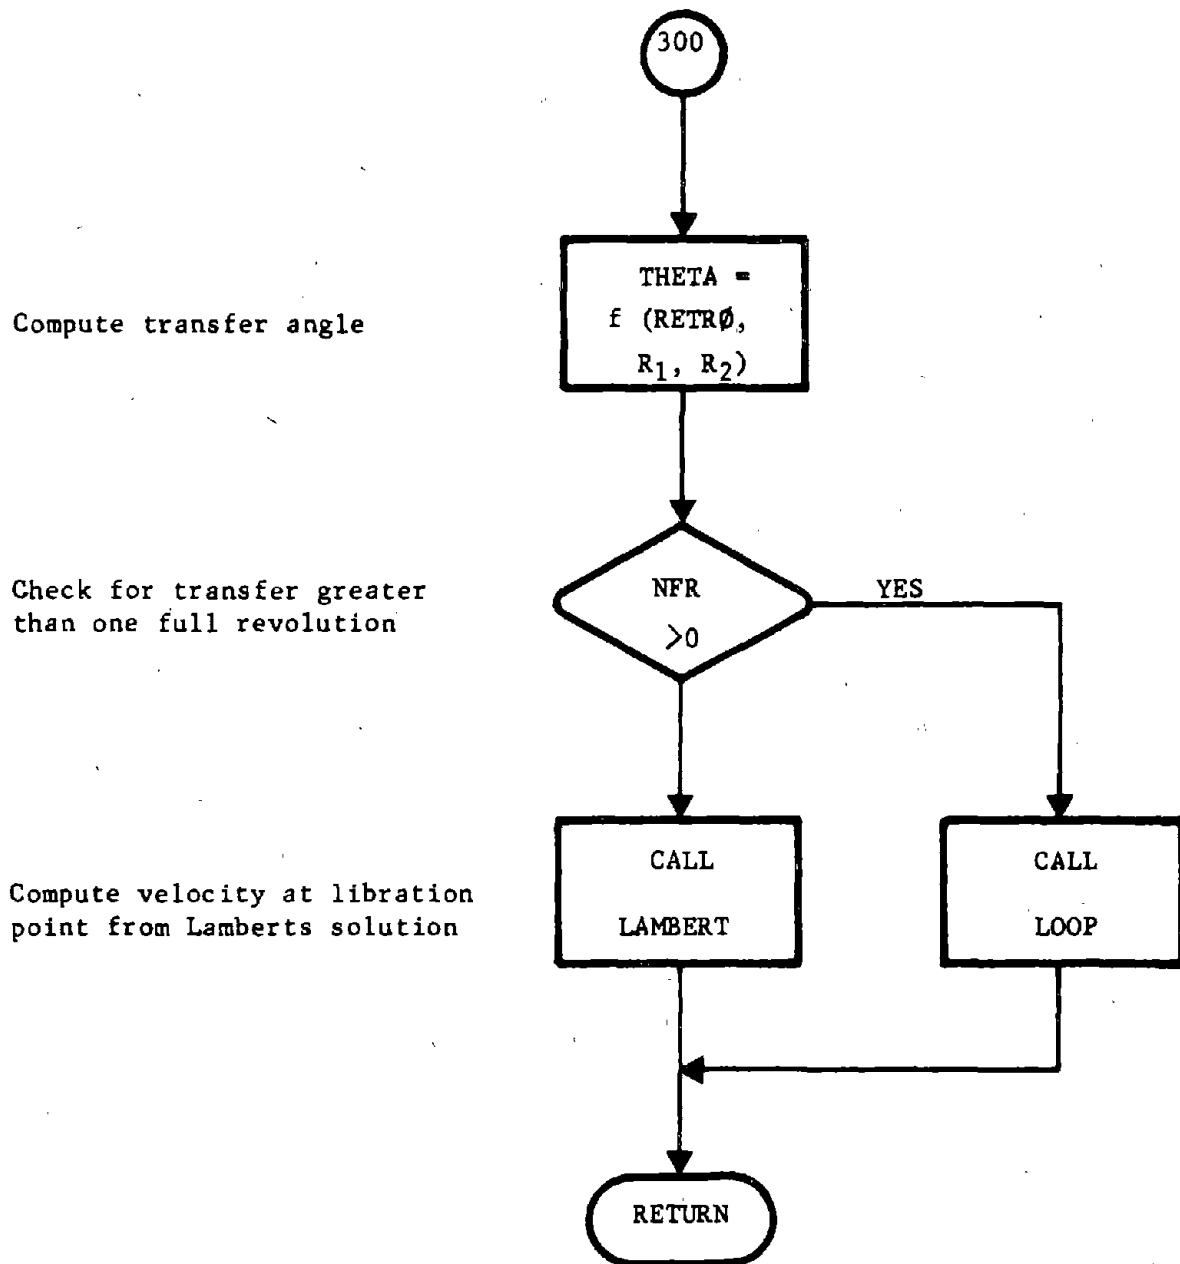 300
Compute transfer angle
THETA =
f (RETRØ,
R₁, R₂)
Check for transfer greater
than one full revolution
NFR
>0
YES
Compute velocity at libration
point from Lamberts solution
CALL
LAMBERT
CALL
LOOP
RETURN